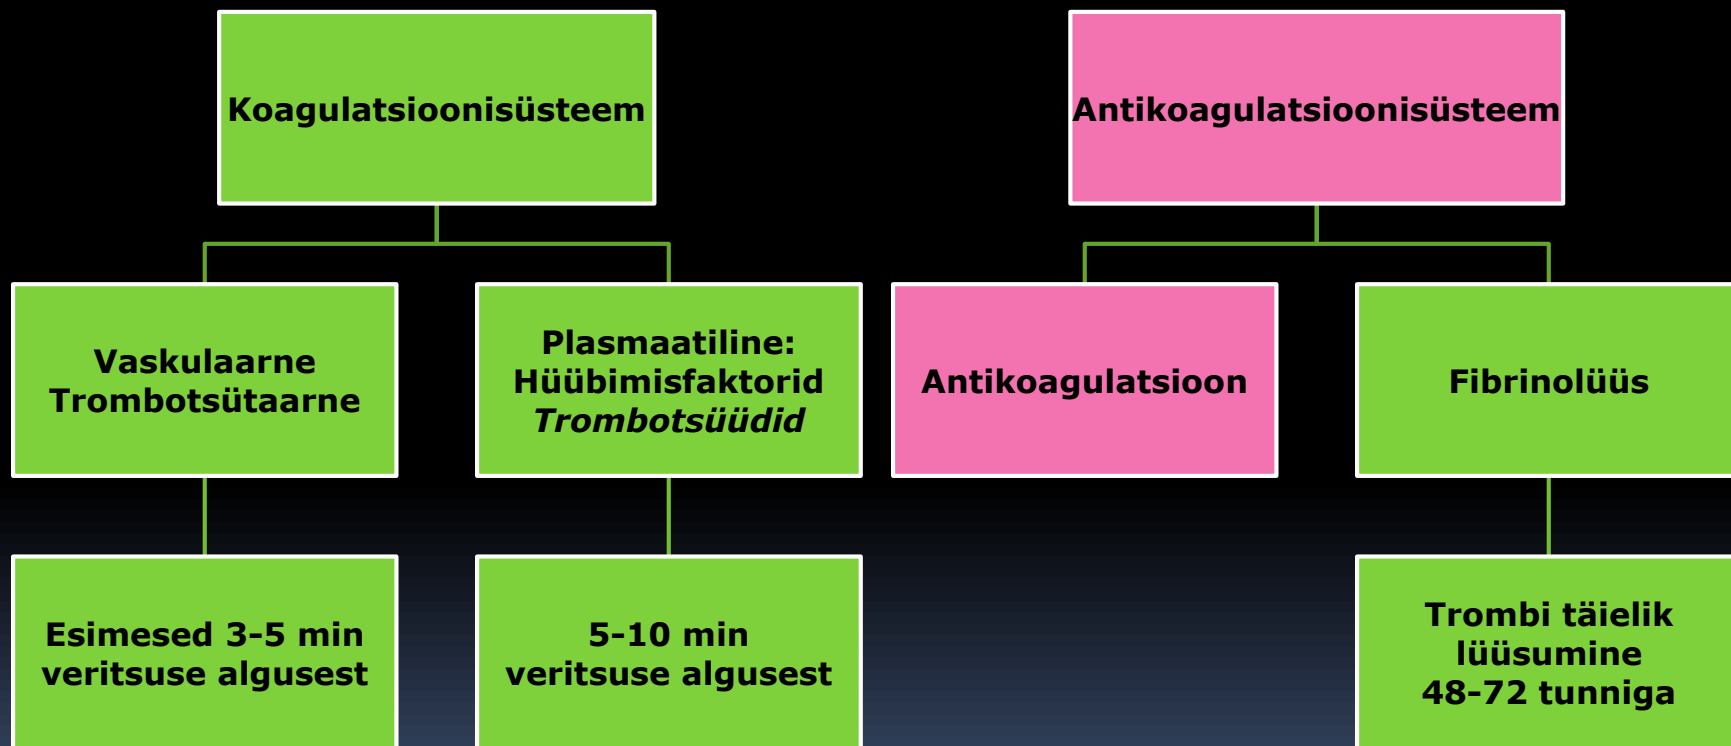 Koagulatsioonisüsteem
Antikoagulatsioonisüsteem
Vaskulaarne
Trombotsütaarne
Plasmaatiline:
Hüübimisfaktorid
Trombotsüüdid
Antikoagulatsioon
Fibrinolüüs
Esimesed 3-5 min
veritsuse algusest
5-10 min
veritsuse algusest
Trombi täielik
lüüsumine
48-72 tunniga